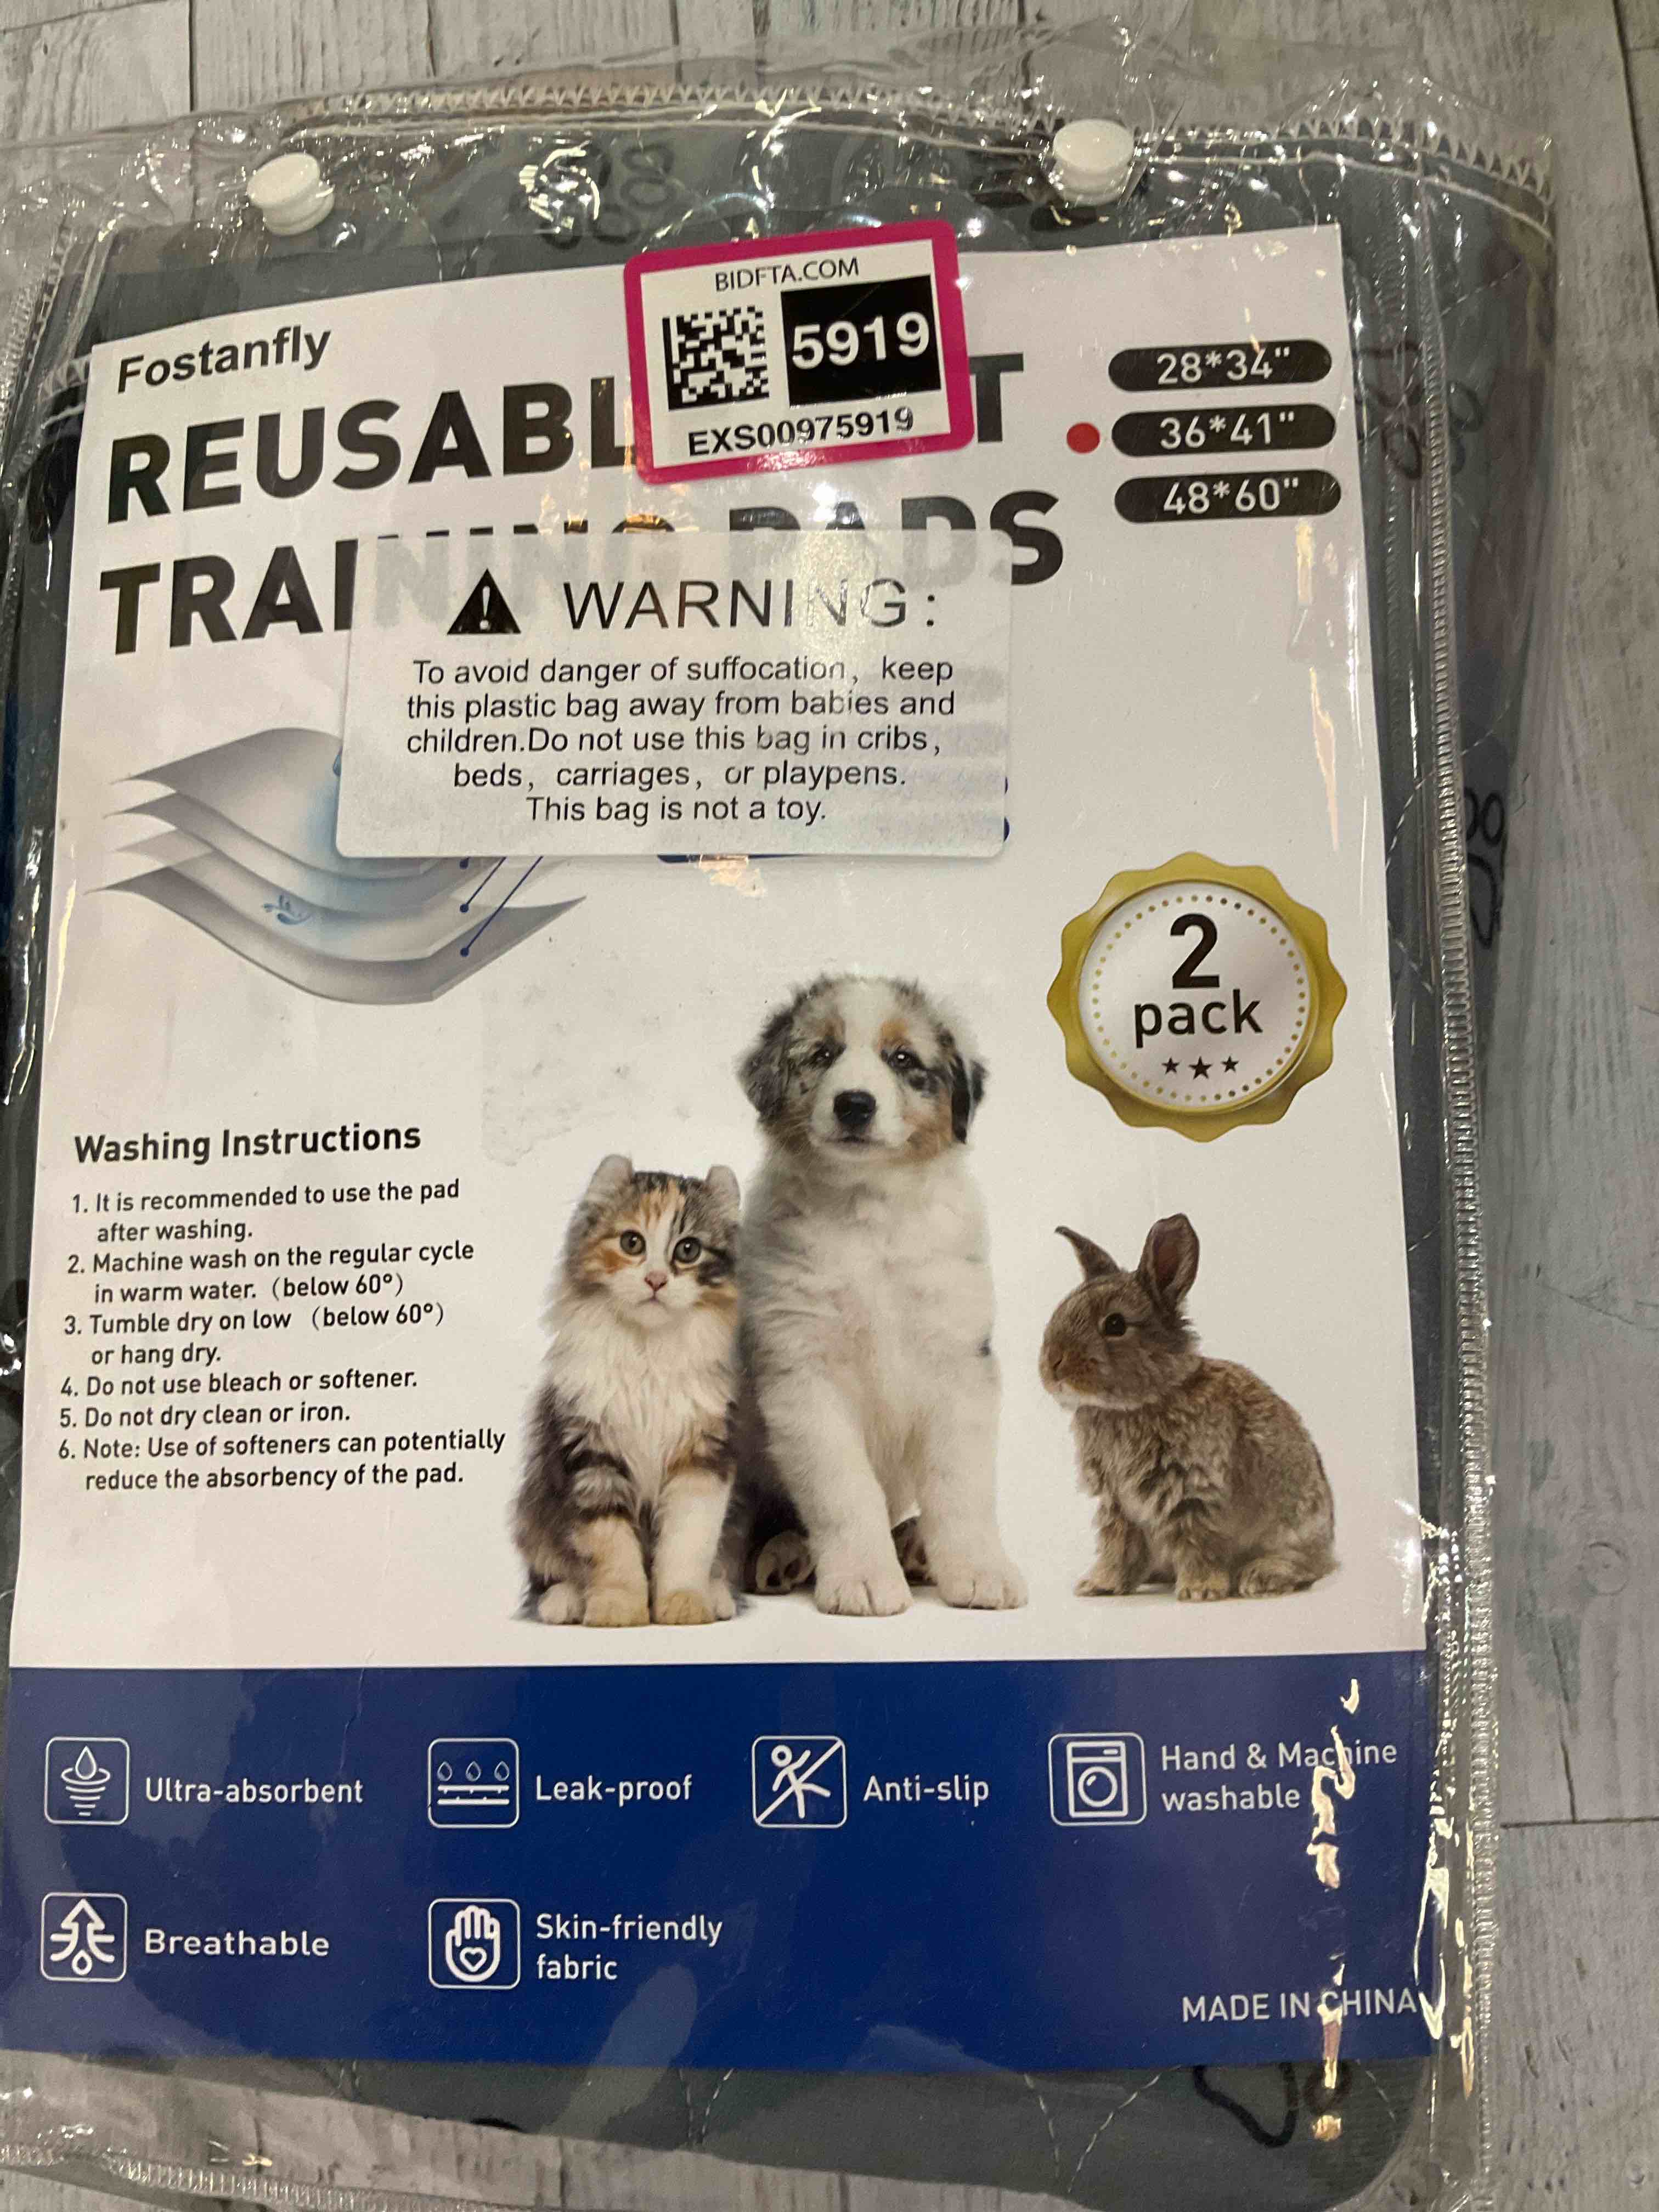 BIDFTA.COM
5919
EXS00975919
Fostanfly
REUSABL T
TRAINING PADS
28*34"
36*41"
48*60"
WARNING:
To avoid danger of suffocation, keep
this plastic bag away from babies and
children.Do not use this bag in cribs,
beds, carriages, or playpens.
This bag is not a toy.
2
pack
Washing Instructions
1. It is recommended to use the pad
after washing.
2. Machine wash on the regular cycle
in warm water. (below 60°)
3. Tumble dry on low (below 60°)
or hang dry.
4. Do not use bleach or softener.
5. Do not dry clean or iron.
6. Note: Use of softeners can potentially
reduce the absorbency of the pad.
Ultra-absorbent
Leak-proof
Anti-slip
Hand & Machine
washable
Breathable
Skin-friendly
fabric
MADE IN CHINA